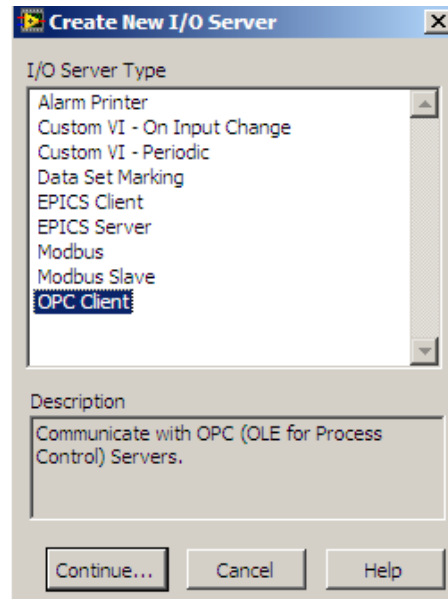 Create New I/O Server
I/O Server Type
Alarm Printer
Custom VI - On Input Change
Custom VI - Periodic
Data Set Marking
EPICS Client
EPICS Server
Modbus
Modbus Slave
OPC Client
Description
Communicate with OPC (OLE for Process
Control) Servers.
Continue...
Cancel
Help